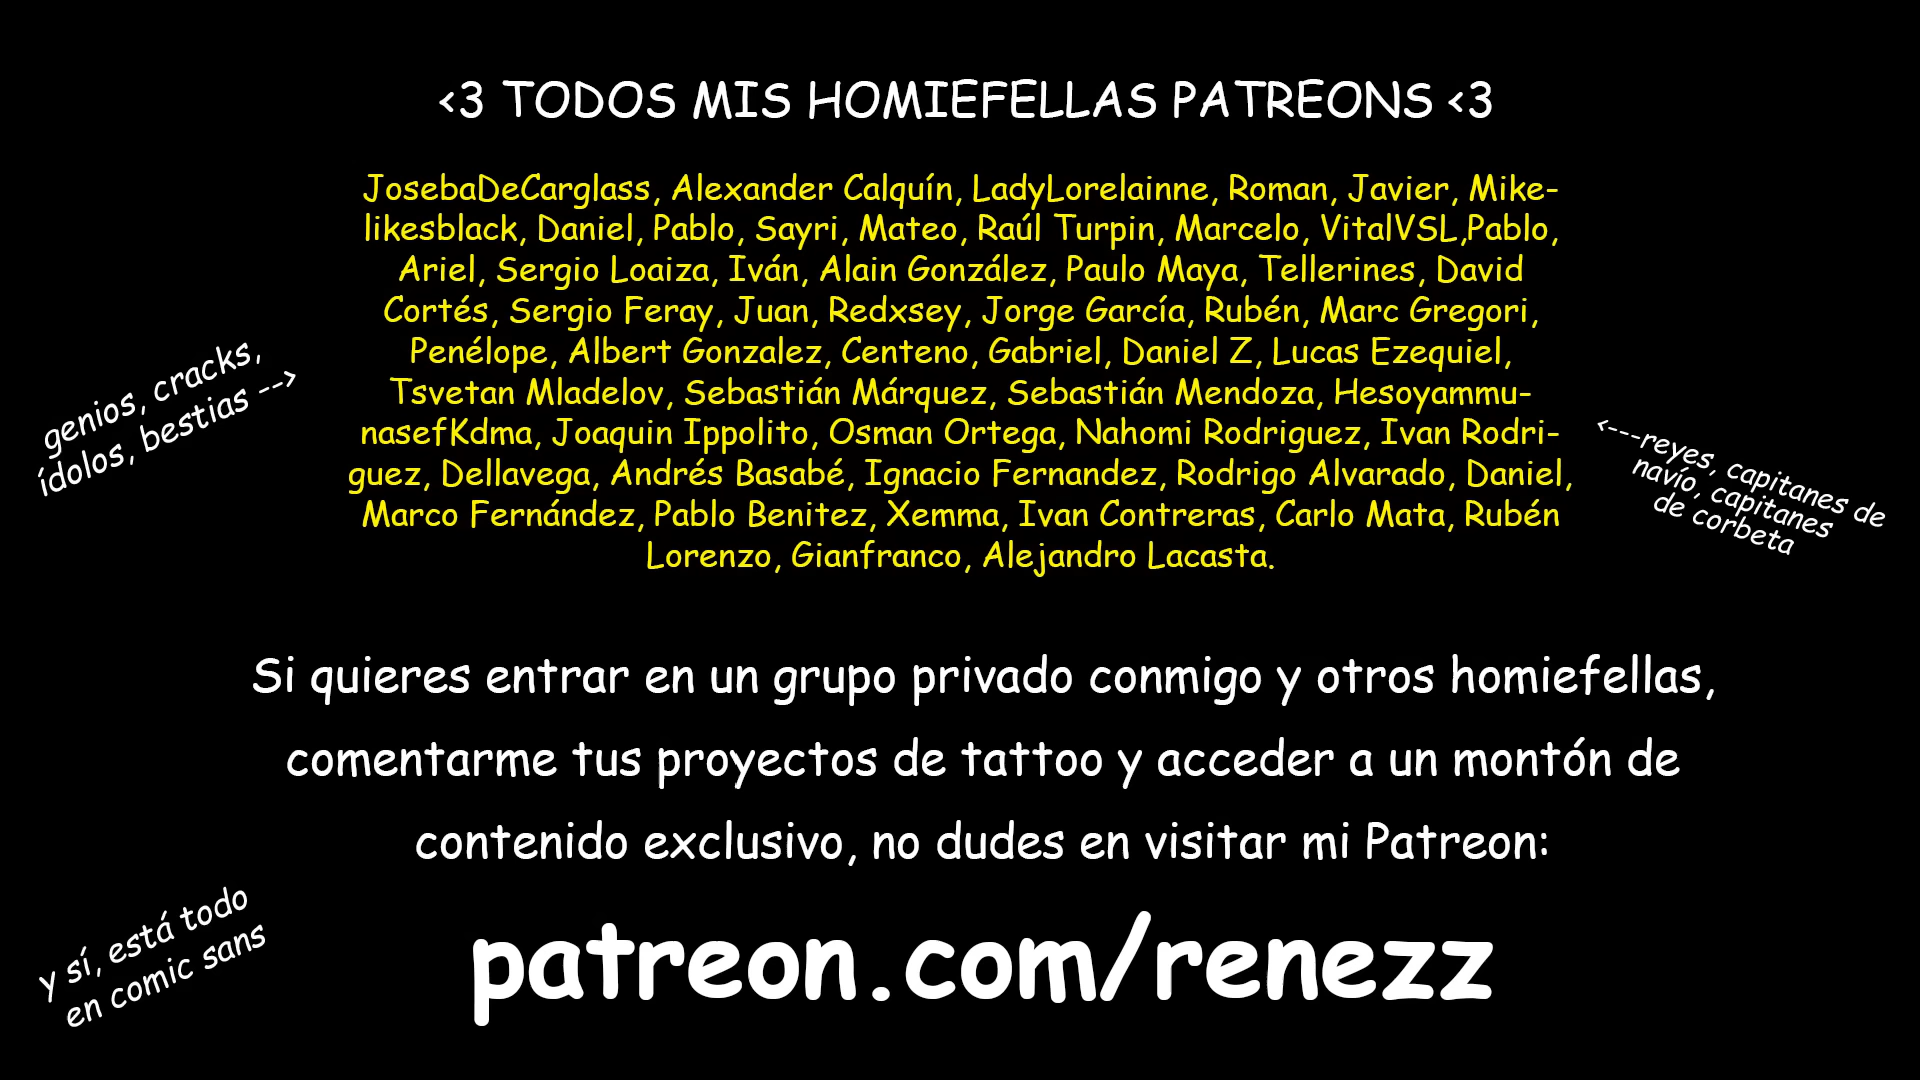 <3 TODOS MIS HOMIEFELLAS PATREONS <3
JosebaDeCarglass, Alexander Calquín, LadyLorelainne, Roman, Javier, Mike-
likesblack, Daniel, Pablo, Sayri, Mateo, Raúl Turpin, Marcelo, VitalVSL,Pablo,
Ariel, Sergio Loaiza, Iván, Alain González, Paulo Maya, Tellerines, David
Cortés, Sergio Feray, Juan, Redxsey, Jorge García, Rubén, Marc Gregori,
Penélope, Albert Gonzalez, Centeno, Gabriel, Daniel Z, Lucas Ezequiel,
Tsvetan Mladelov, Sebastián Márquez, Sebastián Mendoza, Hesoyammu-
nasefKdma, Joaquin Ippolito, Osman Ortega, Nahomi Rodriguez, Ivan Rodri-
guez, Dellavega, Andrés Basabé, Ignacio Fernandez, Rodrigo Alvarado, Daniel,
Marco Fernández, Pablo Benitez, Xemma, Ivan Contreras, Carlo Mata, Rubén
Lorenzo, Gianfranco, Alejandro Lacasta.
genios, cracks,
ídolos, bestias -->
<---reyes, capitanes de
navío, capitanes
de corbeta
Si quieres entrar en un grupo privado conmigo y otros homiefellas,
comentarme tus proyectos de tattoo y acceder a un montón de
contenido exclusivo, no dudes en visitar mi Patreon:
patreon.com/renezz
y sí, está todo
en comic sans